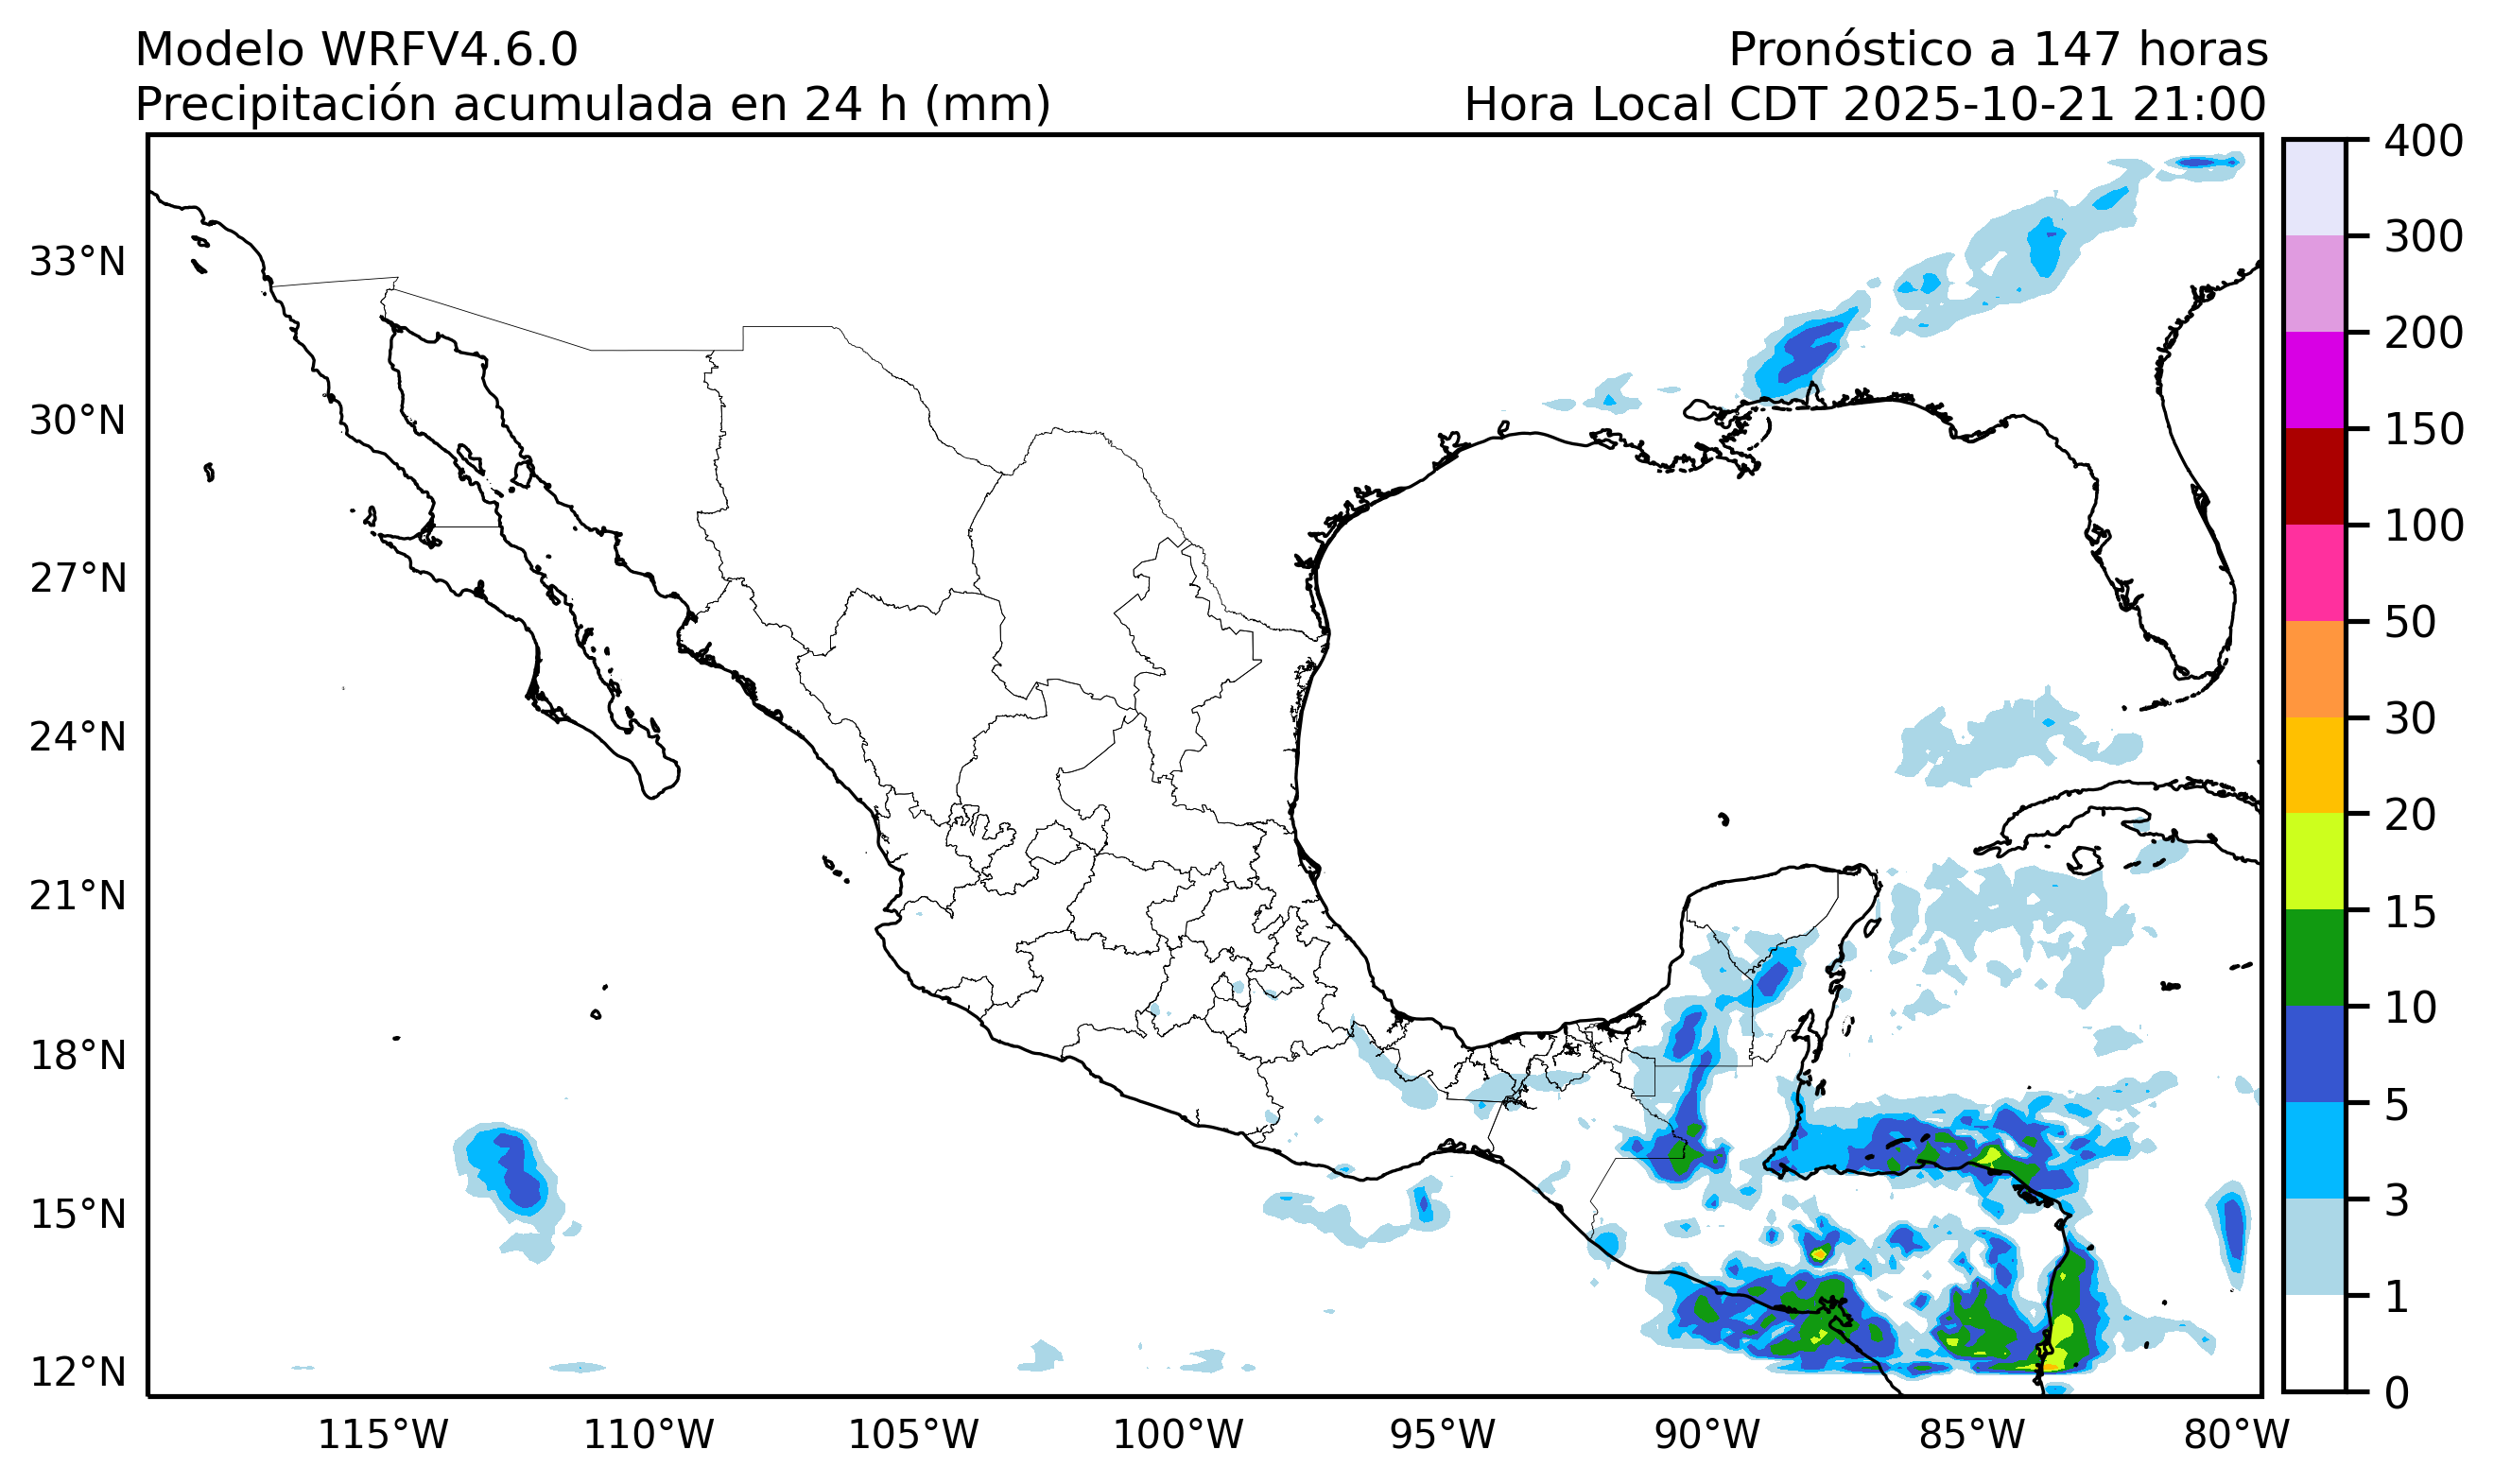 Modelo WRFV4.6.0
Pronóstico a 147 horas
Precipitación acumulada en 24 h (mm)
Hora Local CDT 2025-10-21 21:00
33°N
30°N
27°N
24°N
21°N
18°N
15°N
12°N
115°W
110°W
105°W
100°W
95°W
90°W
85°W
80°W
400
300
200
150
100
50
30
20
15
10
5
3
1
0